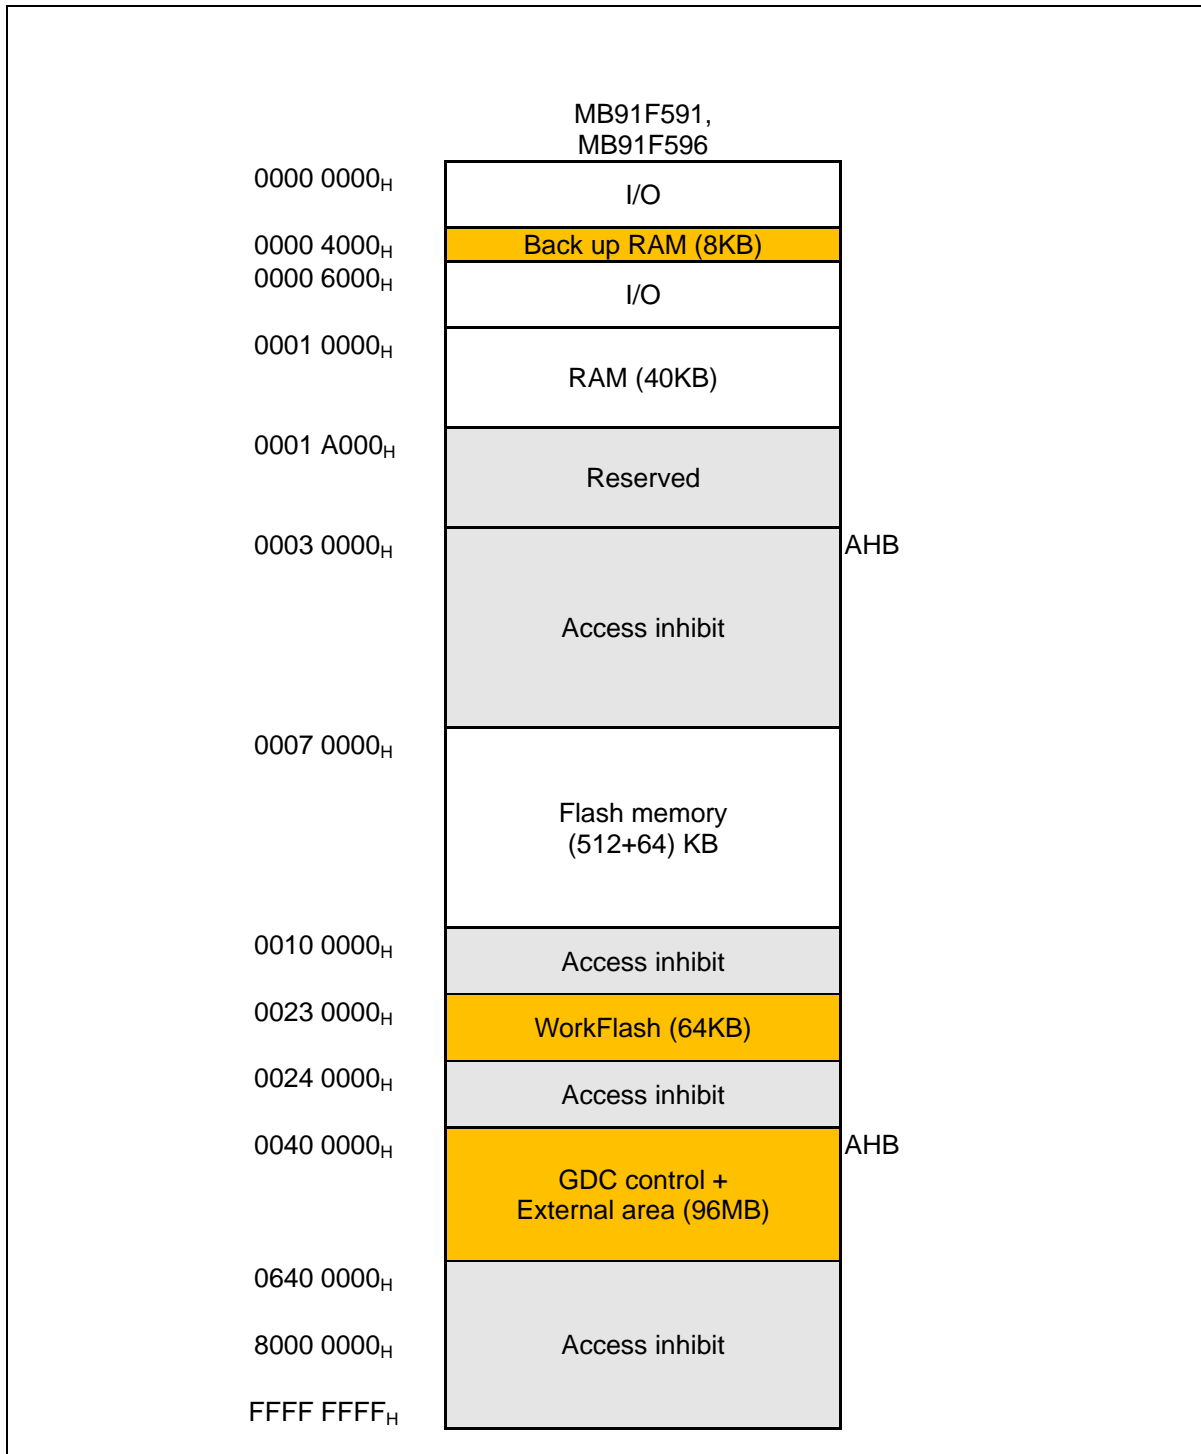 MB91F591,
MB91F596
0000 0000H
I/O
0000 4000H
Back up RAM (8KB)
0000 6000H
I/O
0001 0000H
RAM (40KB)
0001 A000H
Reserved
0003 0000H
AHB
Access inhibit
0007 0000H
Flash memory
(512+64) KB
0010 0000H
Access inhibit
0023 0000H
WorkFlash (64KB)
0024 0000H
Access inhibit
0040 0000H
AHB
GDC control +
External area (96MB)
0640 0000H
8000 0000H
Access inhibit
FFFF FFFFH